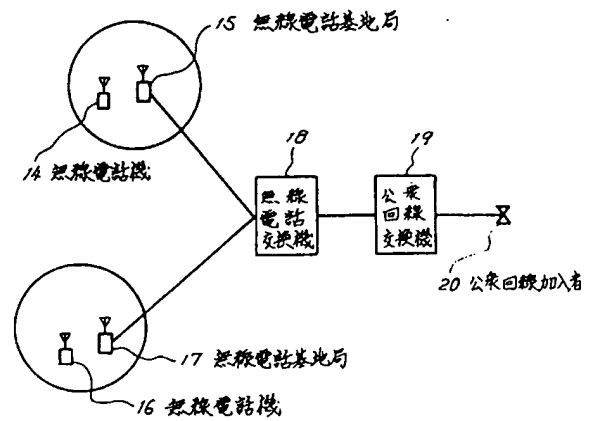 15 無線電話基地局
14 無線電話機
18
19
無線
電話
交換機
公衆
回線
交換機
20 公衆回線加入者
17 無線電話基地局
16 無線電話機